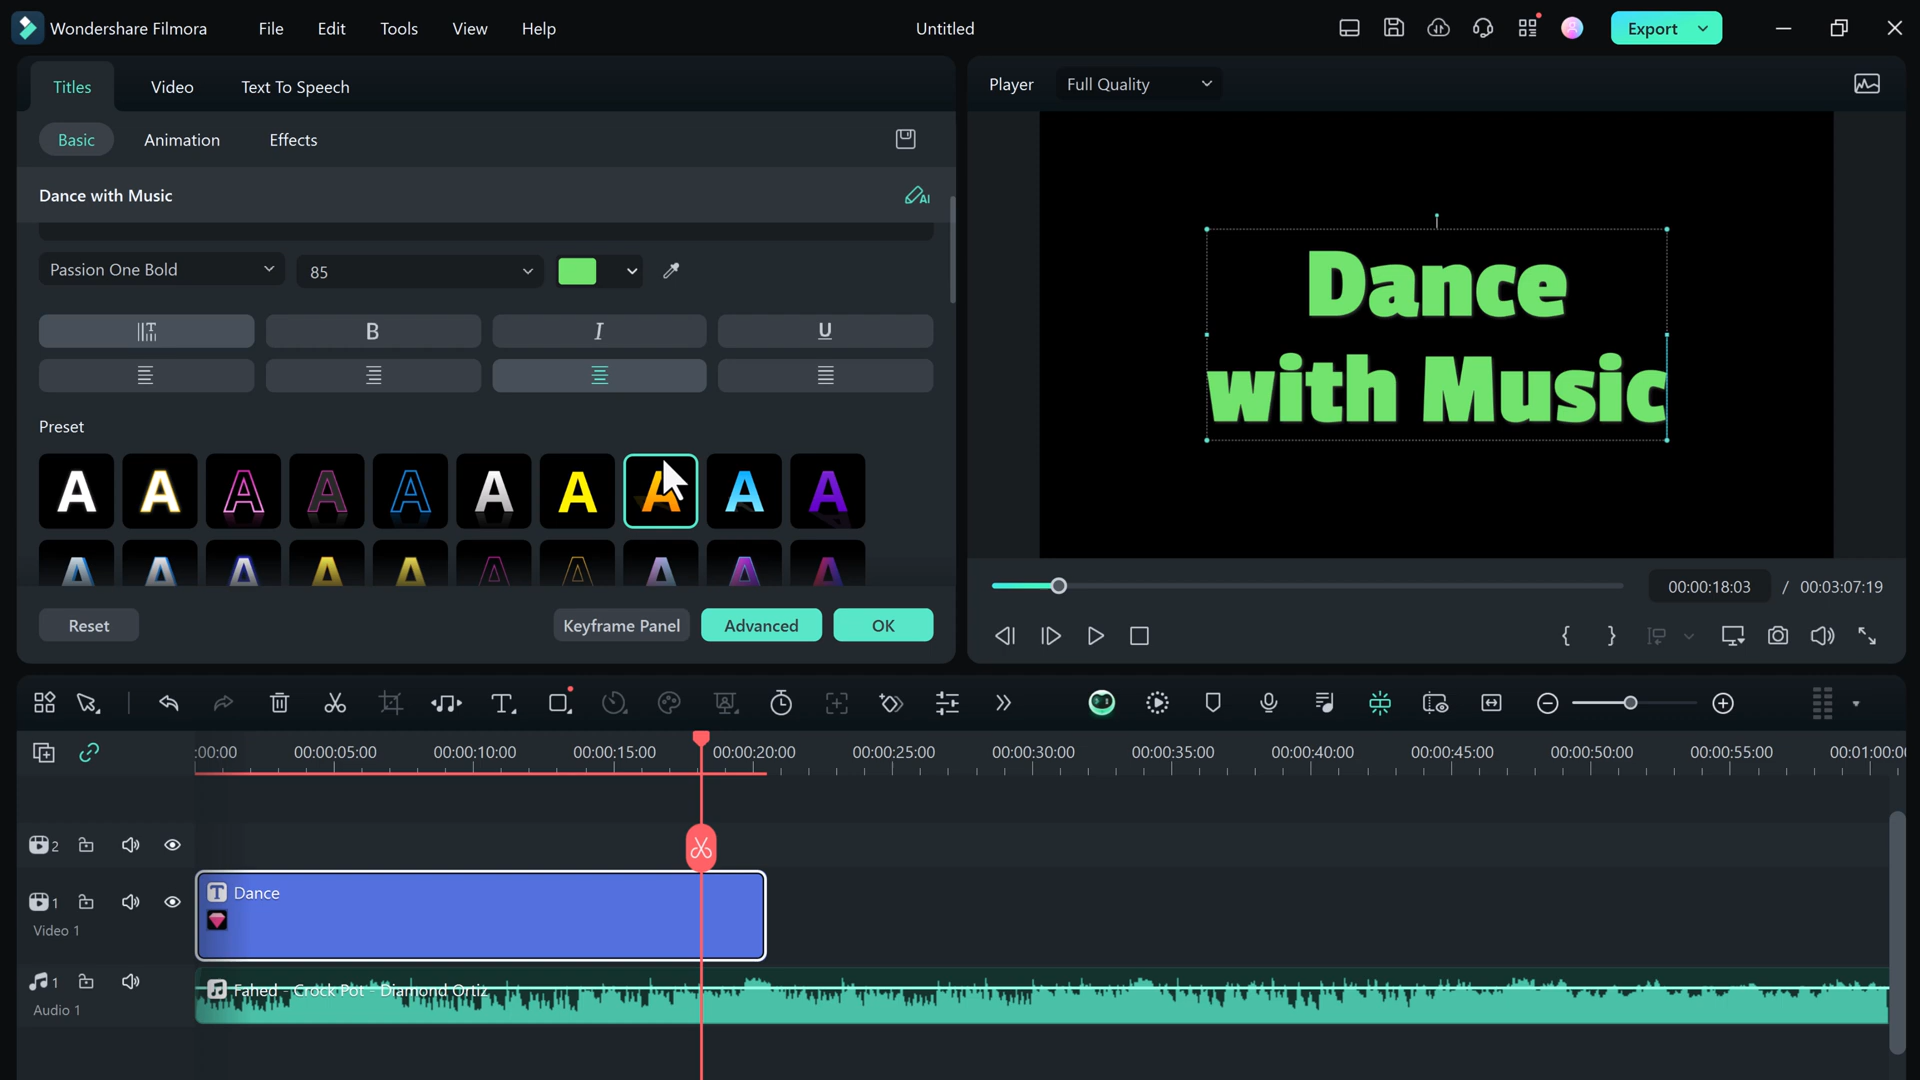 Wondershare Filmora File Edit Tools View Help Untitled Export
Titles Video Text To Speech
Player Full Quality
Basic Animation Effects
Dance with Music
AI
Passion One Bold 85
B I U
Preset
A A A A A A A A A A
A A A A A A A A A A
Reset Keyframe Panel Advanced OK
Dance
with Music
00:00:18:03 / 00:03:07:19
:00:00 00:00:05:00 00:00:10:00 00:00:15:00 00:00:20:00 00:00:25:00 00:00:30:00 00:00:35:00 00:00:40:00 00:00:45:00 00:00:50:00 00:00:55:00 00:01:00:0
2
1 T Dance
Video 1
1 Fahed - Crock Pot - Diamond Ortiz
Audio 1